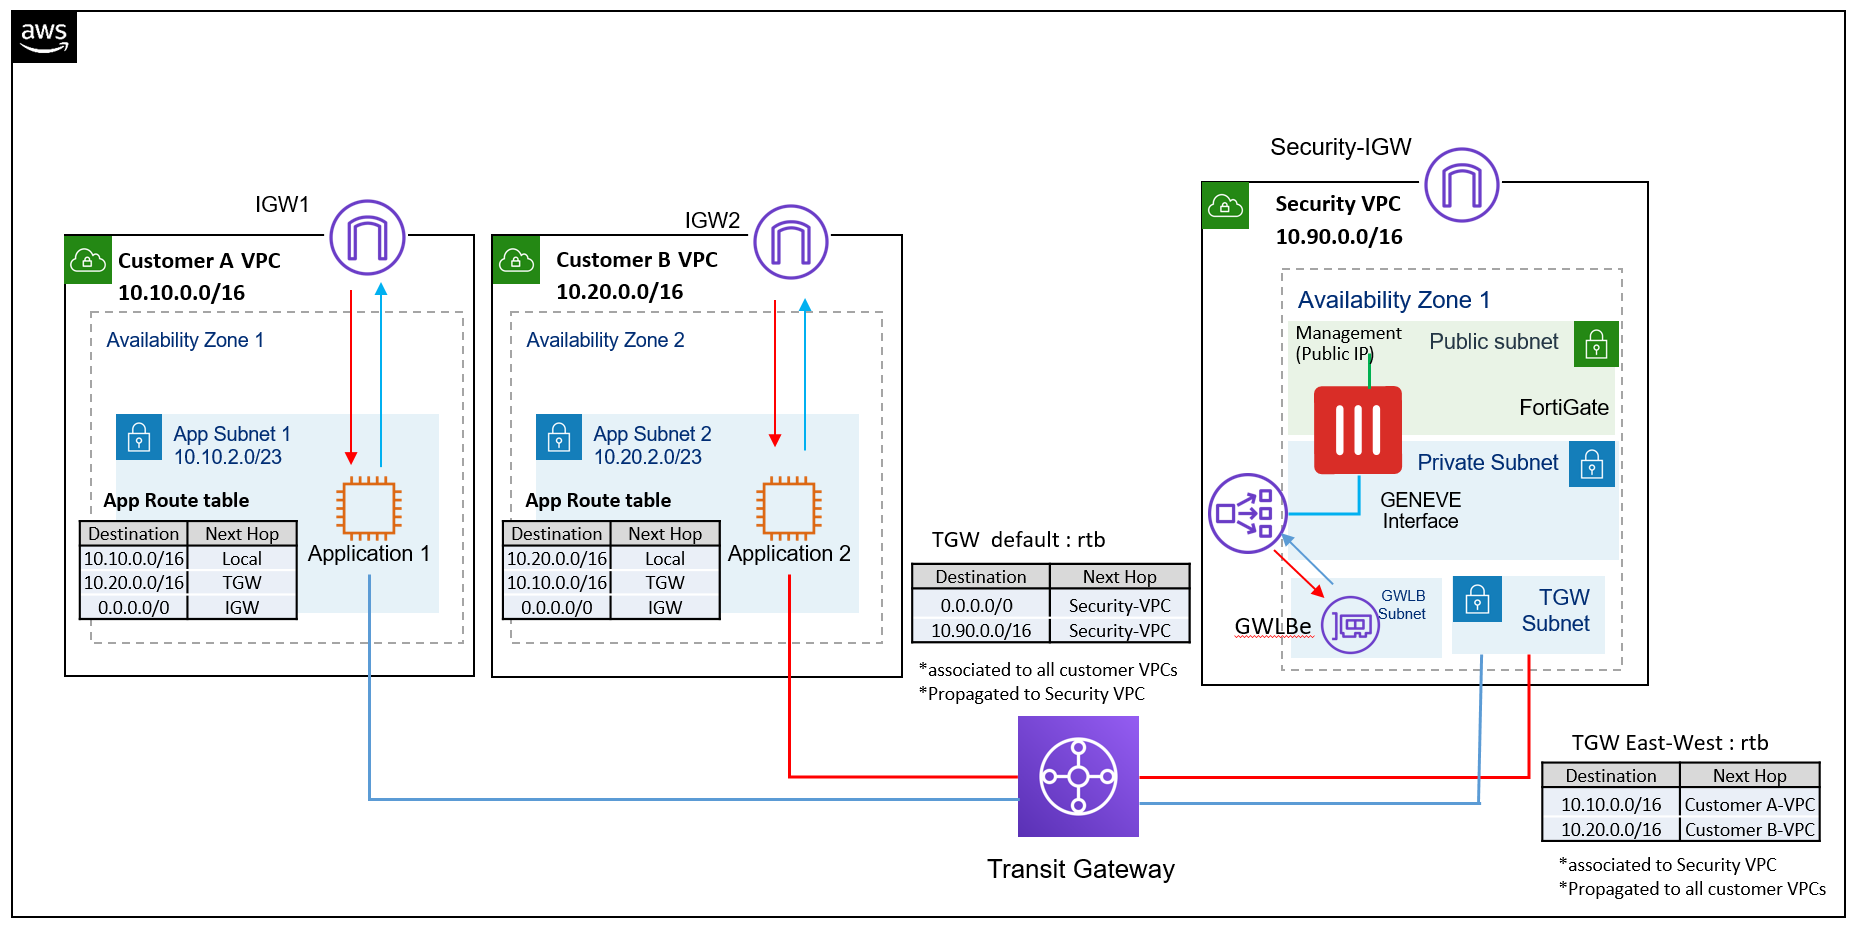 aws
Security-IGW
IGW1
IGW2
Customer A VPC
10.10.0.0/16
Availability Zone 1
App Subnet 1
10.10.2.0/23
App Route table
Destination Next Hop
10.10.0.0/16 Local
10.20.0.0/16 TGW
0.0.0.0/0 IGW
Application 1
Customer B VPC
10.20.0.0/16
Availability Zone 2
App Subnet 2
10.20.2.0/23
App Route table
Destination Next Hop
10.20.0.0/16 Local
10.10.0.0/16 TGW
0.0.0.0/0 IGW
Application 2
Security VPC
10.90.0.0/16
Availability Zone 1
Management
(Public IP)
Public subnet
FortiGate
Private Subnet
GENEVE
Interface
GWLB
Subnet
GWLBe
TGW
Subnet
TGW default : rtb
Destination Next Hop
0.0.0.0/0 Security-VPC
10.90.0.0/16 Security-VPC
*associated to all customer VPCs
*Propagated to Security VPC
Transit Gateway
TGW East-West : rtb
Destination Next Hop
10.10.0.0/16 Customer A-VPC
10.20.0.0/16 Customer B-VPC
*associated to Security VPC
*Propagated to all customer VPCs